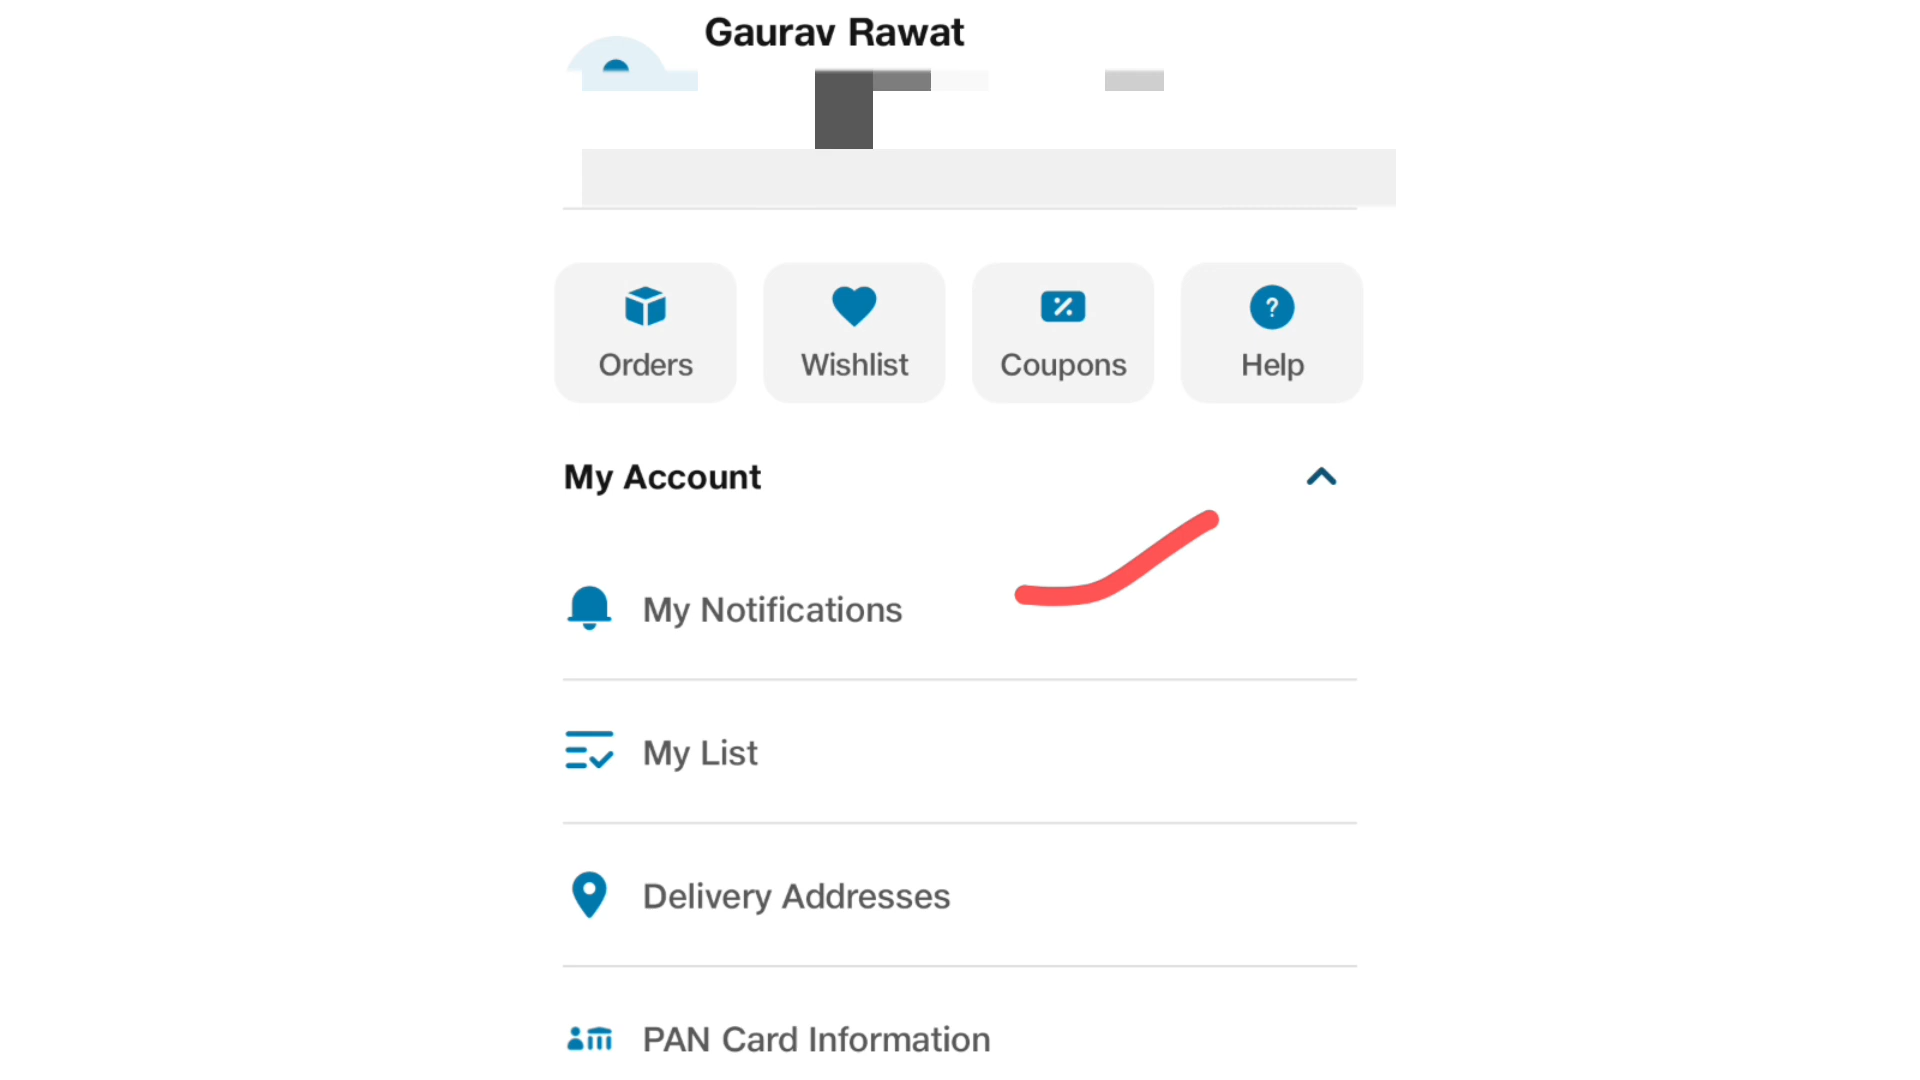 Gaurav Rawat
Orders
Wishlist
Coupons
Help
My Account
My Notifications
My List
Delivery Addresses
PAN Card Information